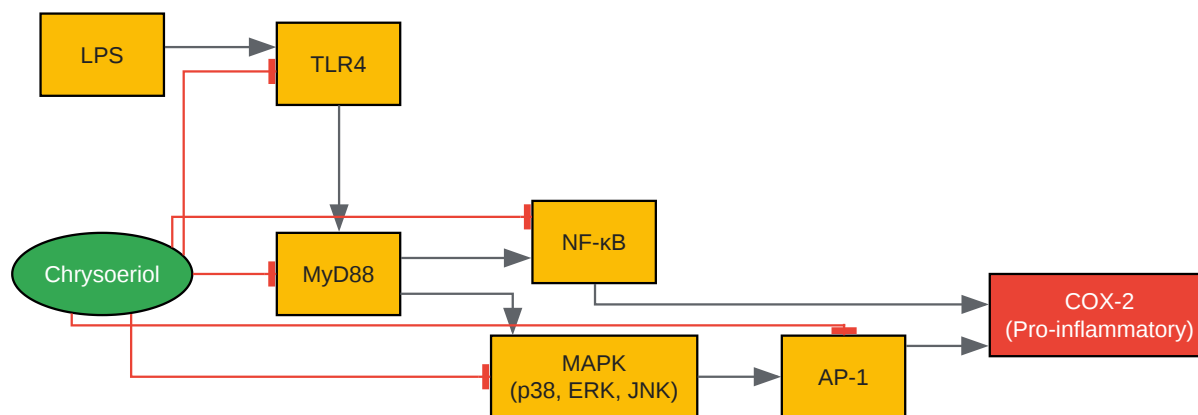 LPS
TLR4
NF-κB
Chrysoeriol
MyD88
COX-2
(Pro-inflammatory)
MAPK
(p38, ERK, JNK)
AP-1